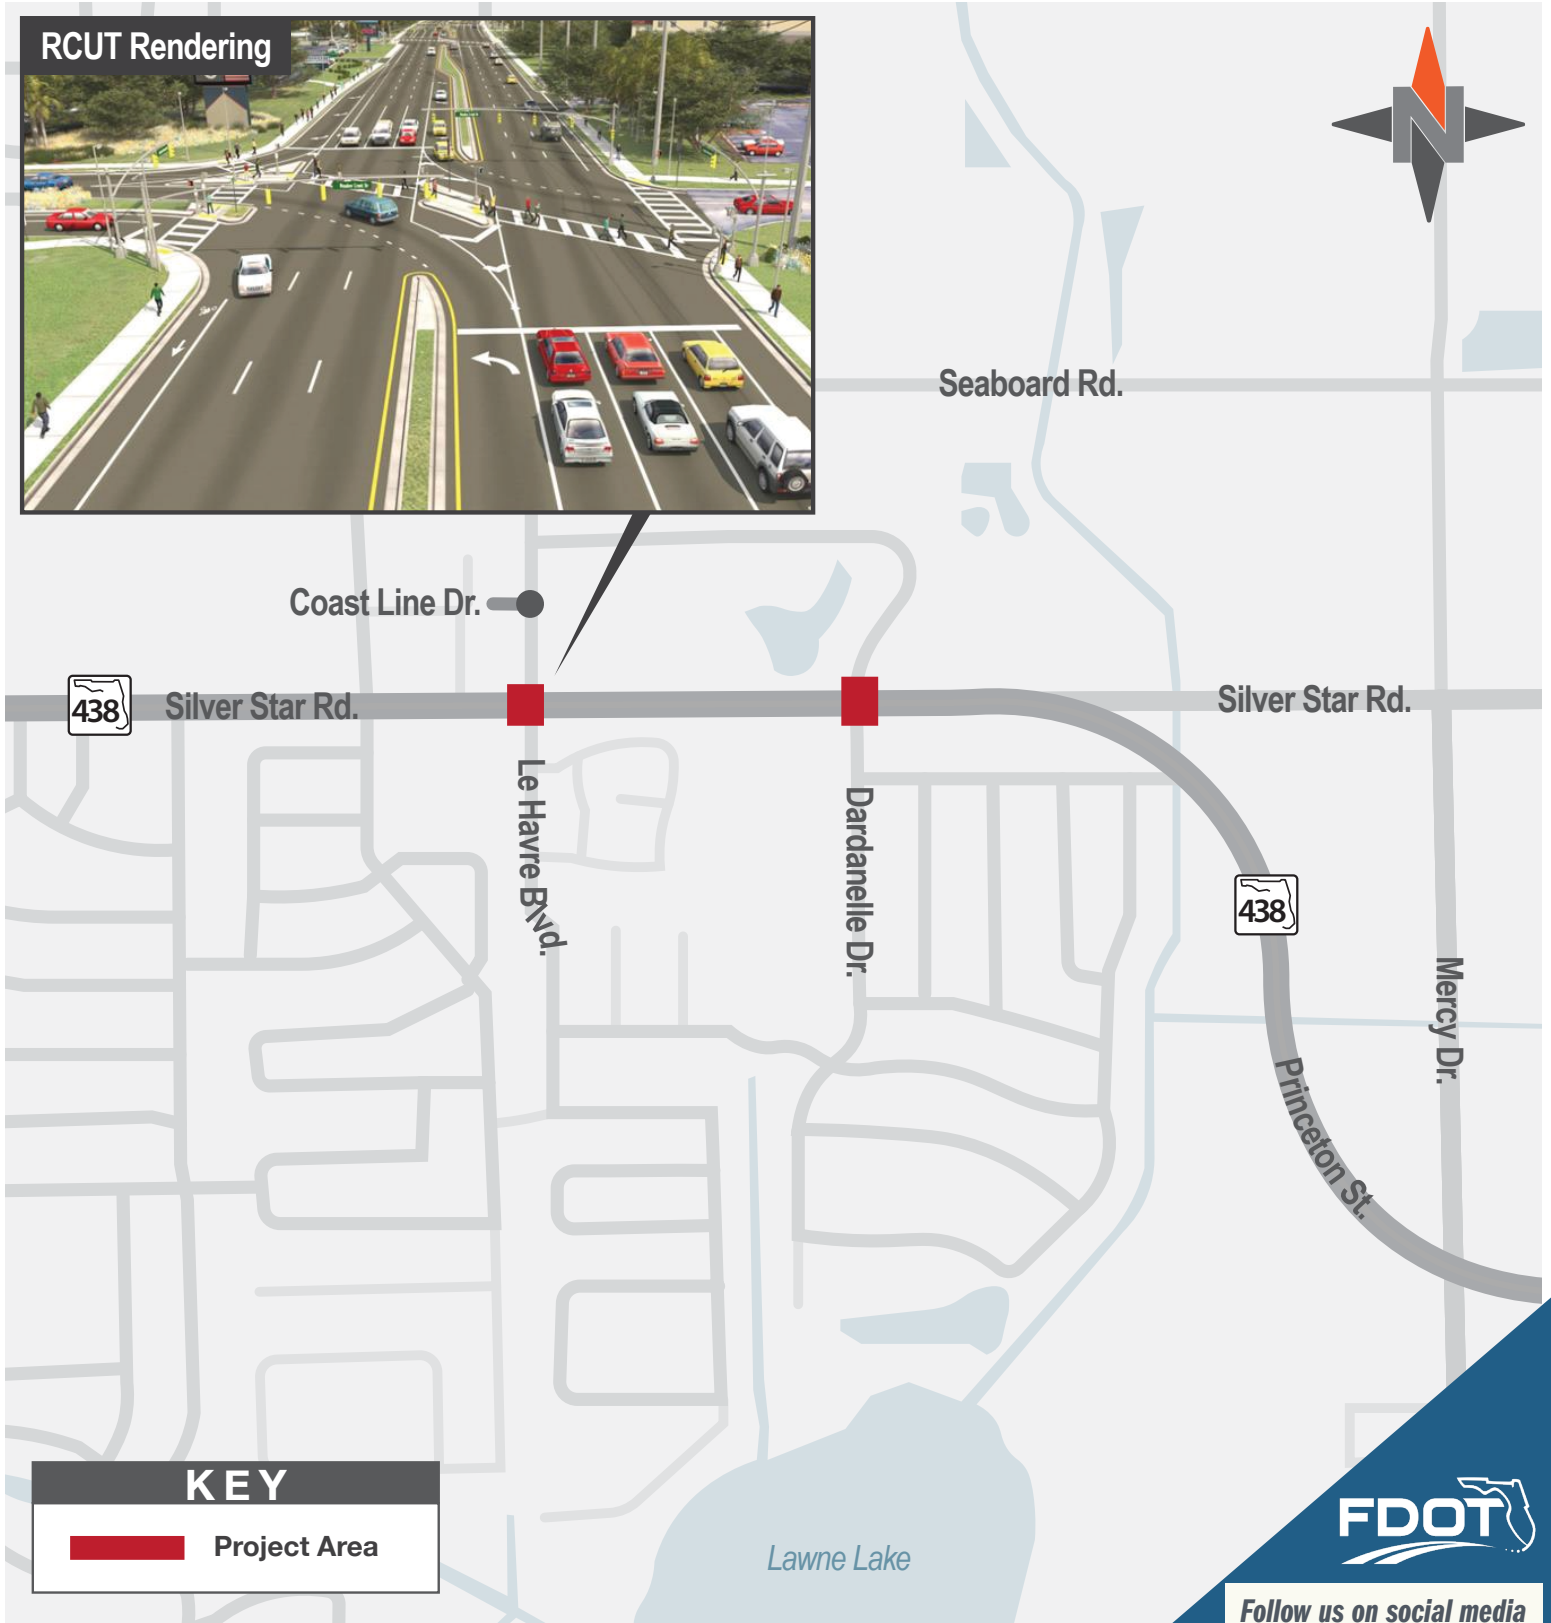 RCUT Rendering
N
Seaboard Rd.
Coast Line Dr.
438
Silver Star Rd.
Silver Star Rd.
Le Havre Blvd.
Dardanelle Dr.
438
Mercy Dr.
Princeton St.
KEY
Project Area
Lawne Lake
FDOT
Follow us on social media